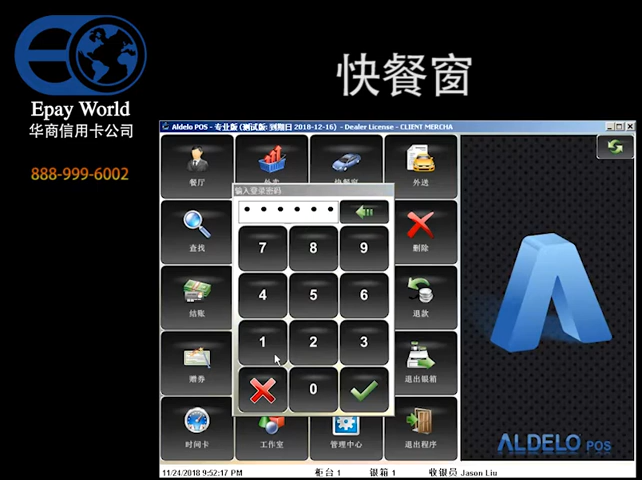 快餐窗
Epay World
华商信用卡公司
888-999-6002
Aldelo POS - 专业版 (测试版: 到期日 2018-12-16) - Dealer License - CLIENT MERCHA
餐厅
外卖
快餐窗
外送
输入登录密码
查找
7 8 9
删除
结账
4 5 6
退款
赠券
1 2 3
退出银箱
0
时间卡
工作室
管理中心
退出程序
ALDELO POS
11/24/2018 9:52:17 PM
柜台 1
银箱 1
收银员 Jason Liu